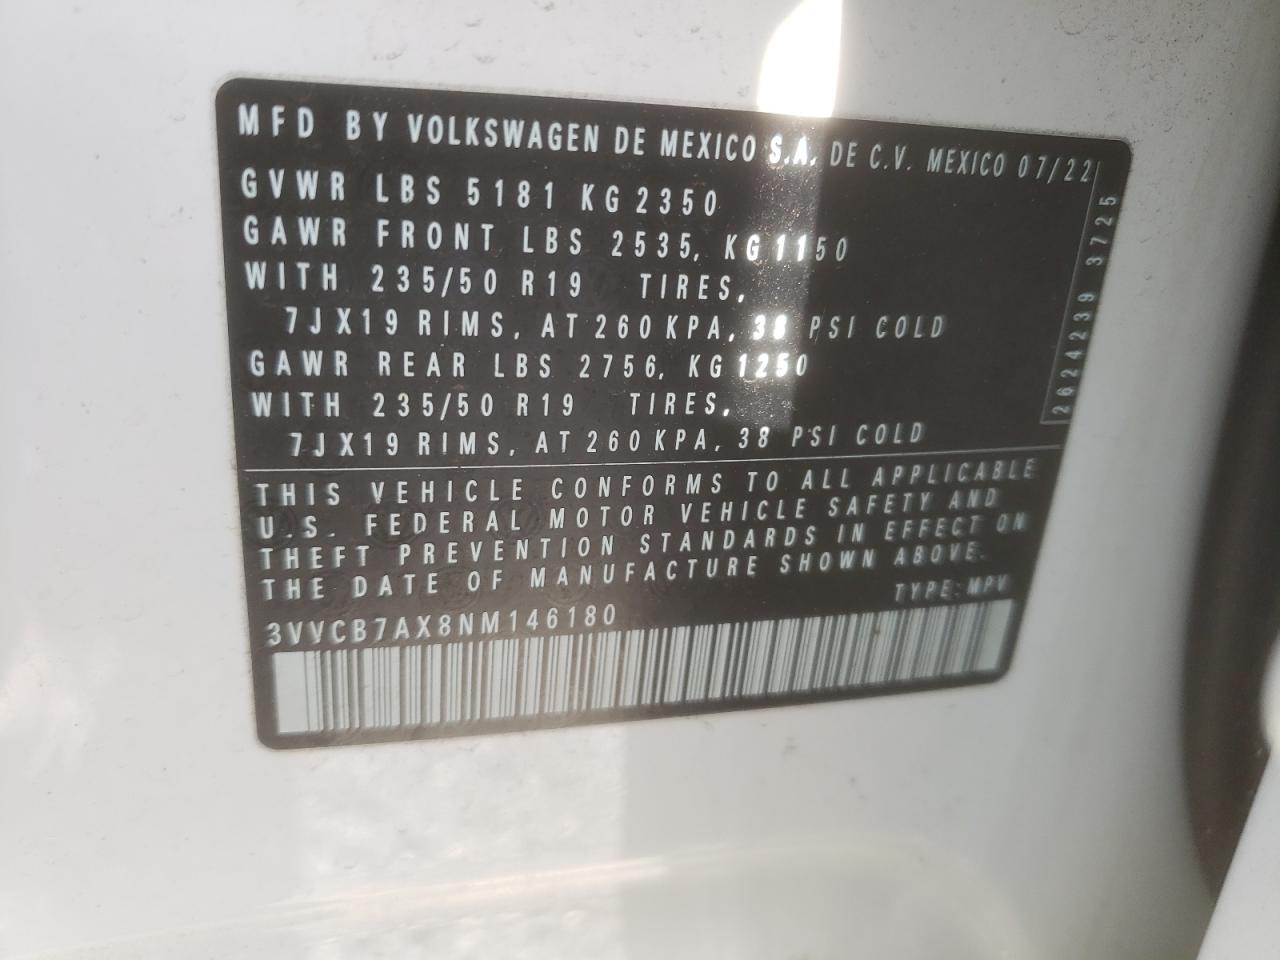 MFD BY VOLKSWAGEN DE MEXICO S.A. DE C.V. MEXICO 07/22
GVWR LBS 5181 KG 2350
GAWR FRONT LBS 2535, KG 1150
WITH 235/50 R19 TIRES,
7JX19 RIMS, AT 260 KPA, 38 PSI COLD
GAWR REAR LBS 2756, KG 1250
WITH 235/50 R19 TIRES,
7JX19 RIMS, AT 260 KPA, 38 PSI COLD
26242239 3725
THIS VEHICLE CONFORMS TO ALL APPLICABLE
U.S. FEDERAL MOTOR VEHICLE SAFETY AND
THEFT PREVENTION STANDARDS IN EFFECT ON
THE DATE OF MANUFACTURE SHOWN ABOVE.
TYPE: MPV
3VVCB7AX8NM146180